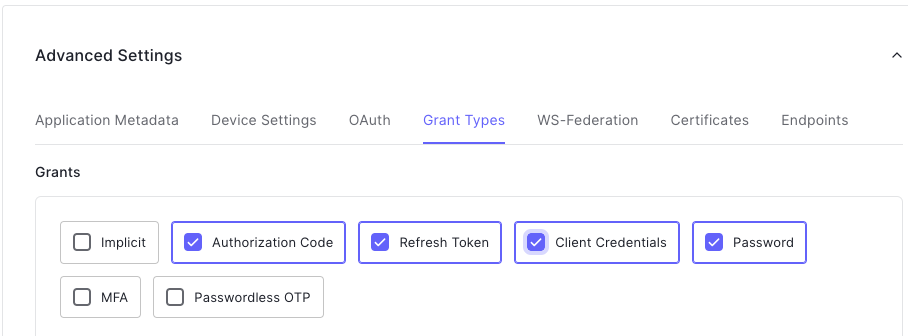 Advanced Settings
Application Metadata Device Settings OAuth Grant Types WS-Federation Certificates Endpoints
Grants
Implicit Authorization Code Refresh Token Client Credentials Password
MFA Passwordless OTP